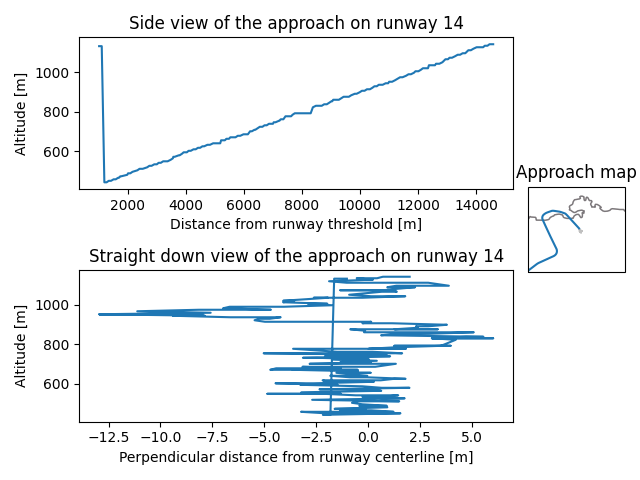 Side view of the approach on runway 14
Altitude [m]
1000
800
600
2000 4000 6000 8000 10000 12000 14000
Distance from runway threshold [m]
Approach map
Straight down view of the approach on runway 14
Altitude [m]
1000
800
600
−12.5 −10.0 −7.5 −5.0 −2.5 0.0 2.5 5.0
Perpendicular distance from runway centerline [m]